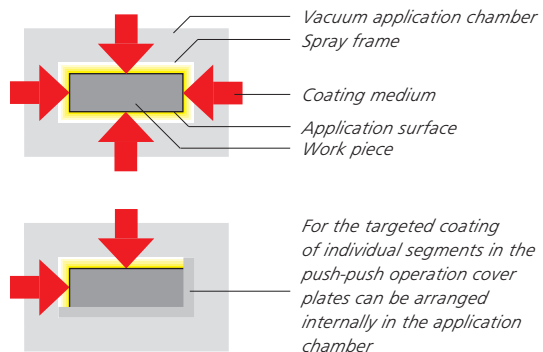 Vacuum application chamber
Spray frame
Coating medium
Application surface
Work piece
For the targeted coating
of individual segments in the
push-push operation cover
plates can be arranged
internally in the application
chamber